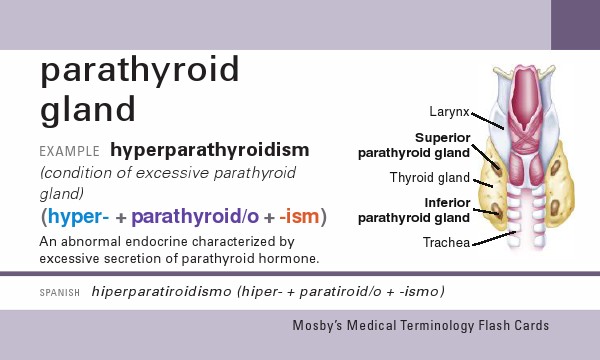 parathyroid
gland
EXAMPLE hyperparathyroidism
(condition of excessive parathyroid
gland)
(hyper- + parathyroid/o + -ism)
An abnormal endocrine characterized by
excessive secretion of parathyroid hormone.
Larynx
Superior
parathyroid gland
Thyroid gland
Inferior
parathyroid gland
Trachea
SPANISH hiperparatiroidismo (hiper- + paratiroid/o + -ismo)
Mosby's Medical Terminology Flash Cards